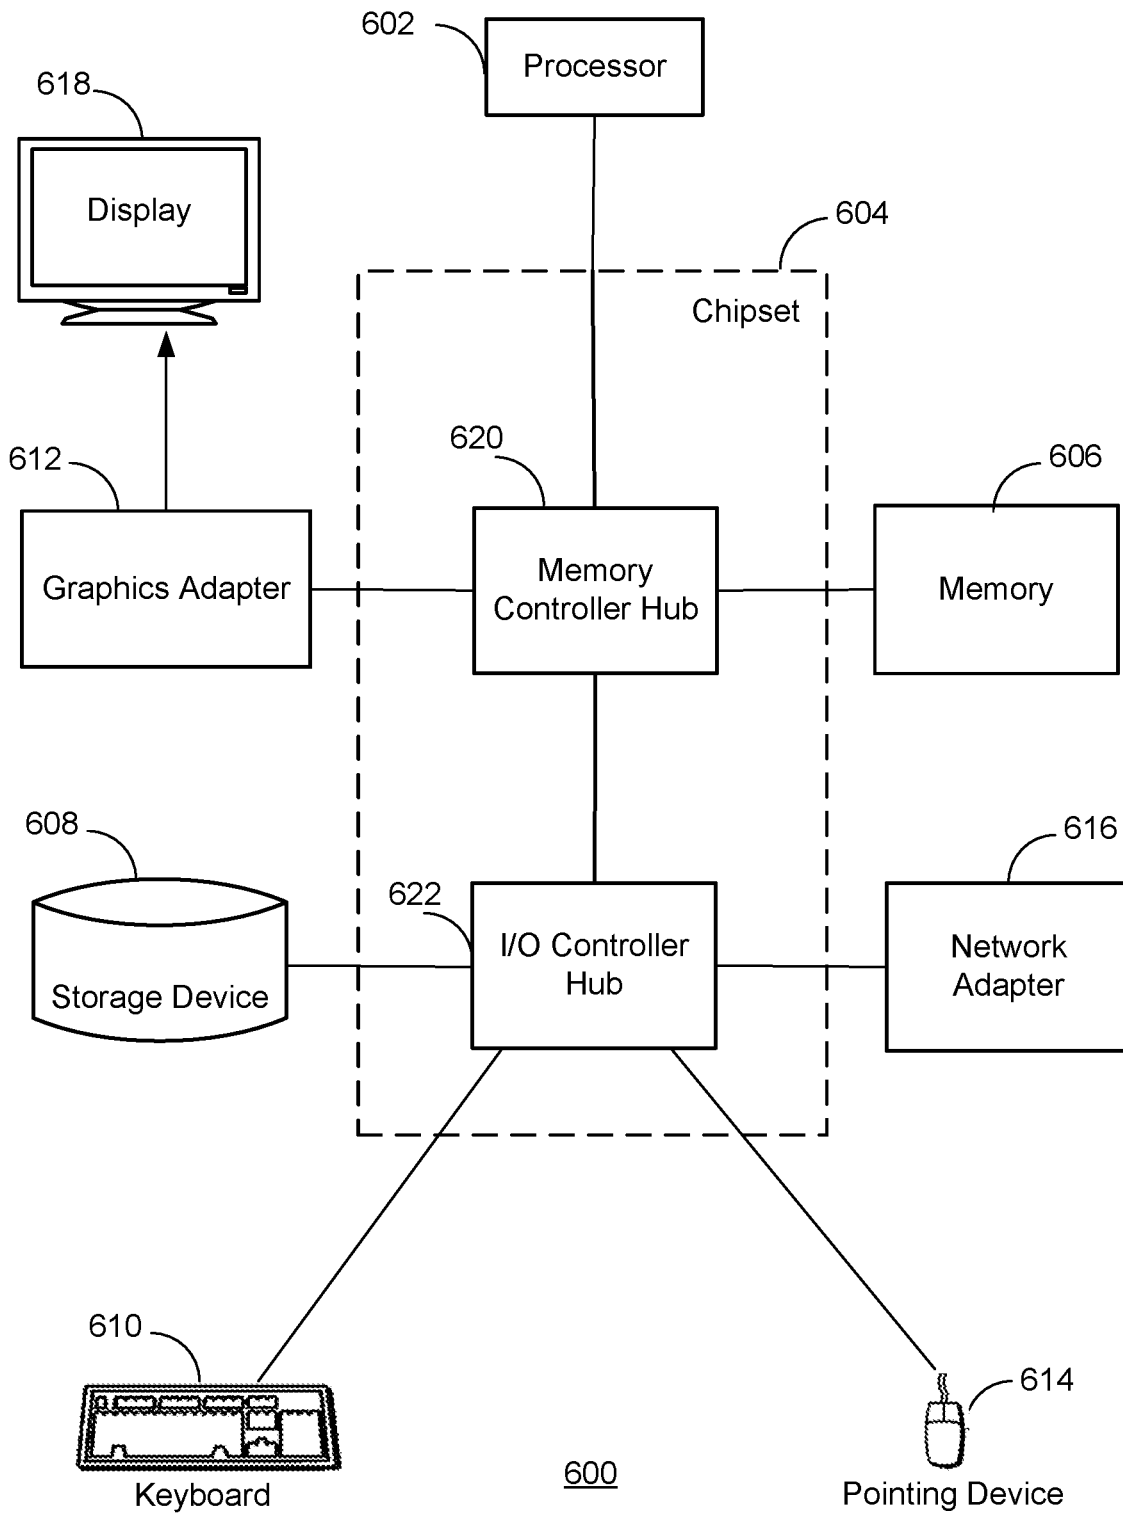 602
Processor
618
Display
604
Chipset
620
612
606
Graphics Adapter
Memory
Controller Hub
Memory
608
616
622
I/O Controller
Hub
Network
Adapter
Storage Device
610
614
Keyboard
600
Pointing Device